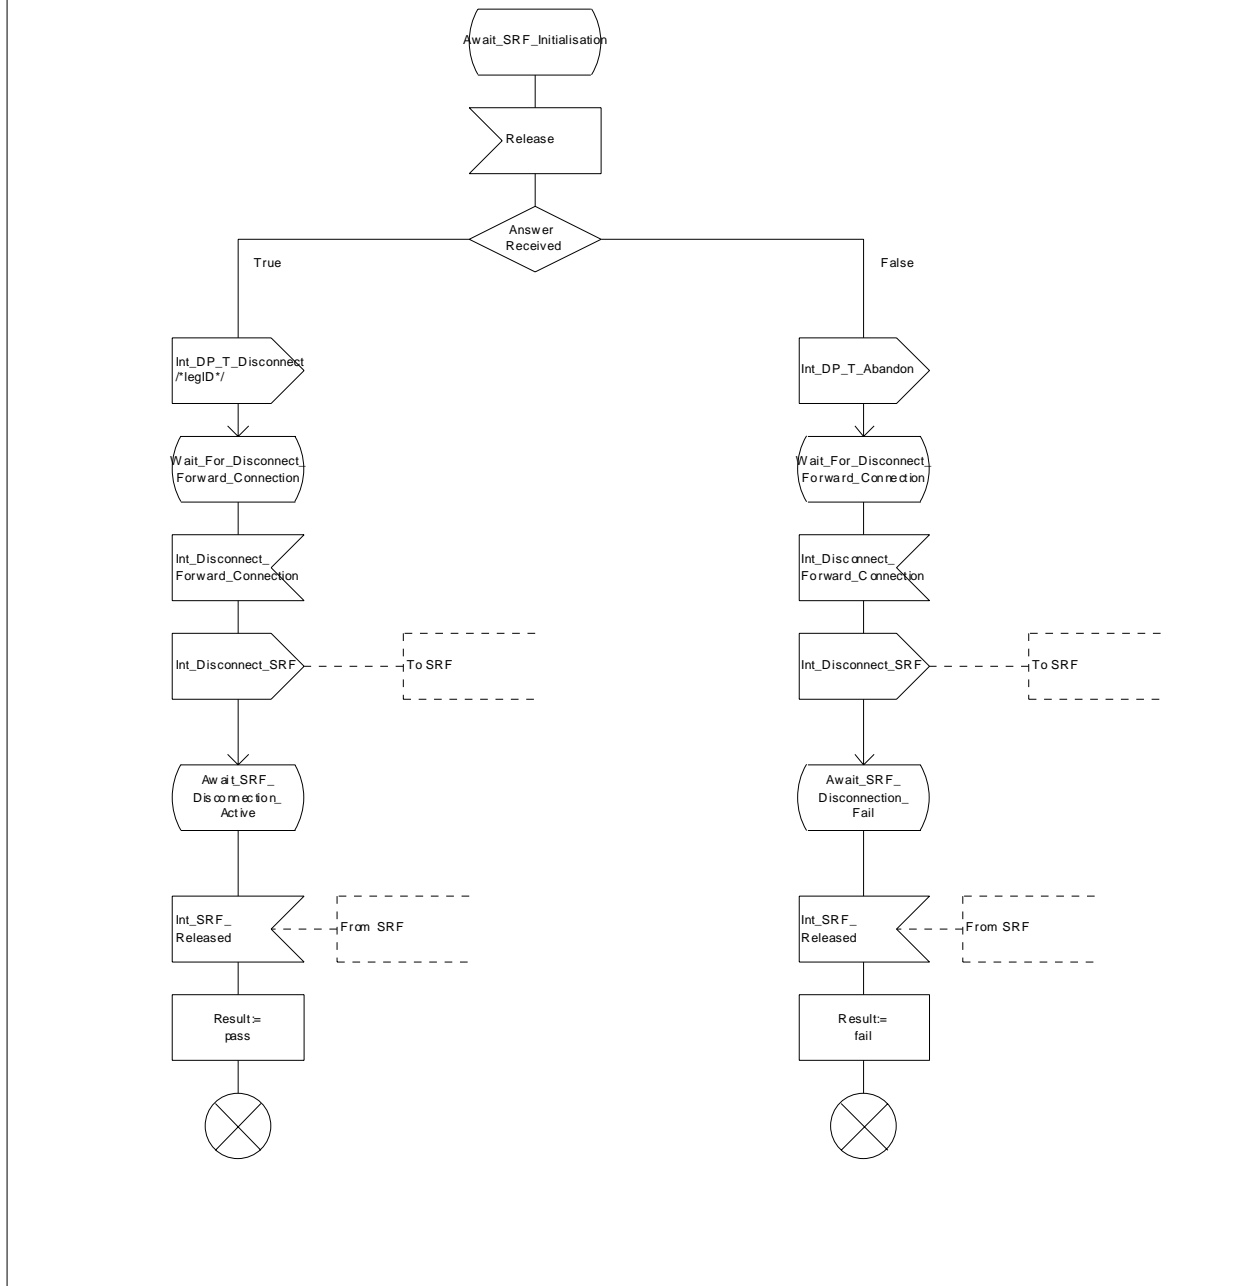 Await_SRF_Initialisation
Release
Answer
Received
True
False
Int_DP_T_Disconnect
/*legID*/
Int_DP_T_Abandon
Wait_For_Disconnect_
Forward_Connection
Wait_For_Disconnect_
Forward_Connection
Int_Disconnect_
Forward_Connection
Int_Disconnect_
Forward_Connection
Int_Disconnect_SRF
To SRF
Int_Disconnect_SRF
To SRF
Await_SRF_
Disconnection_
Active
Await_SRF_
Disconnection_
Fail
Int_SRF_
Released
From SRF
Int_SRF_
Released
From SRF
Result:=
pass
Result:=
fail